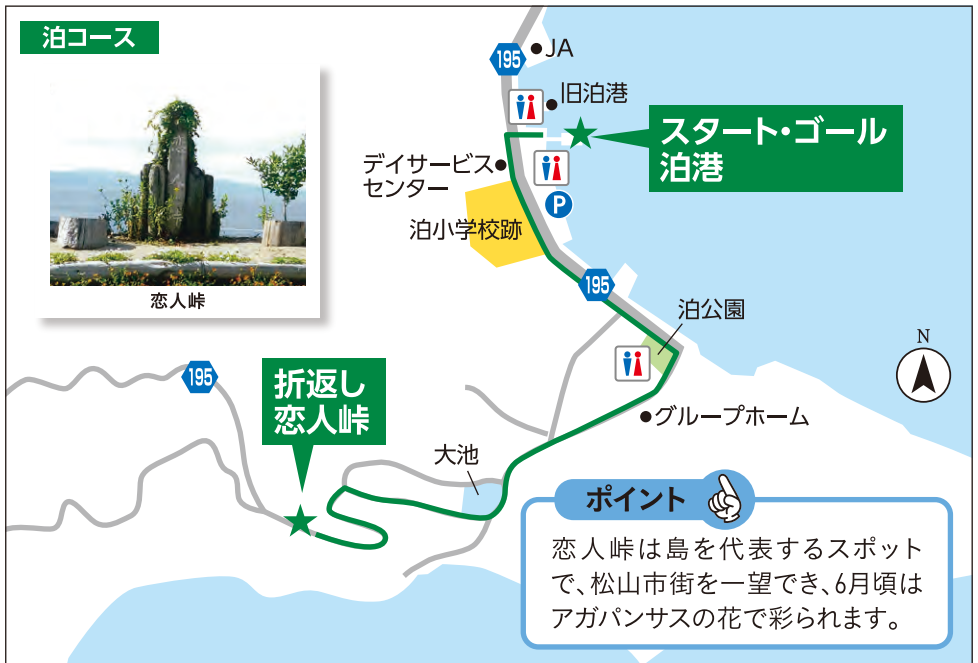 泊コース
恋人峠
195
JA
旧泊港
スタート・ゴール
泊港
デイサービス
センター
P
泊小学校跡
195
泊公園
N
195
折返し
恋人峠
グループホーム
大池
ポイント
恋人峠は島を代表するスポット
で、松山市街を一望でき、6月頃は
アガパンサスの花で彩られます。